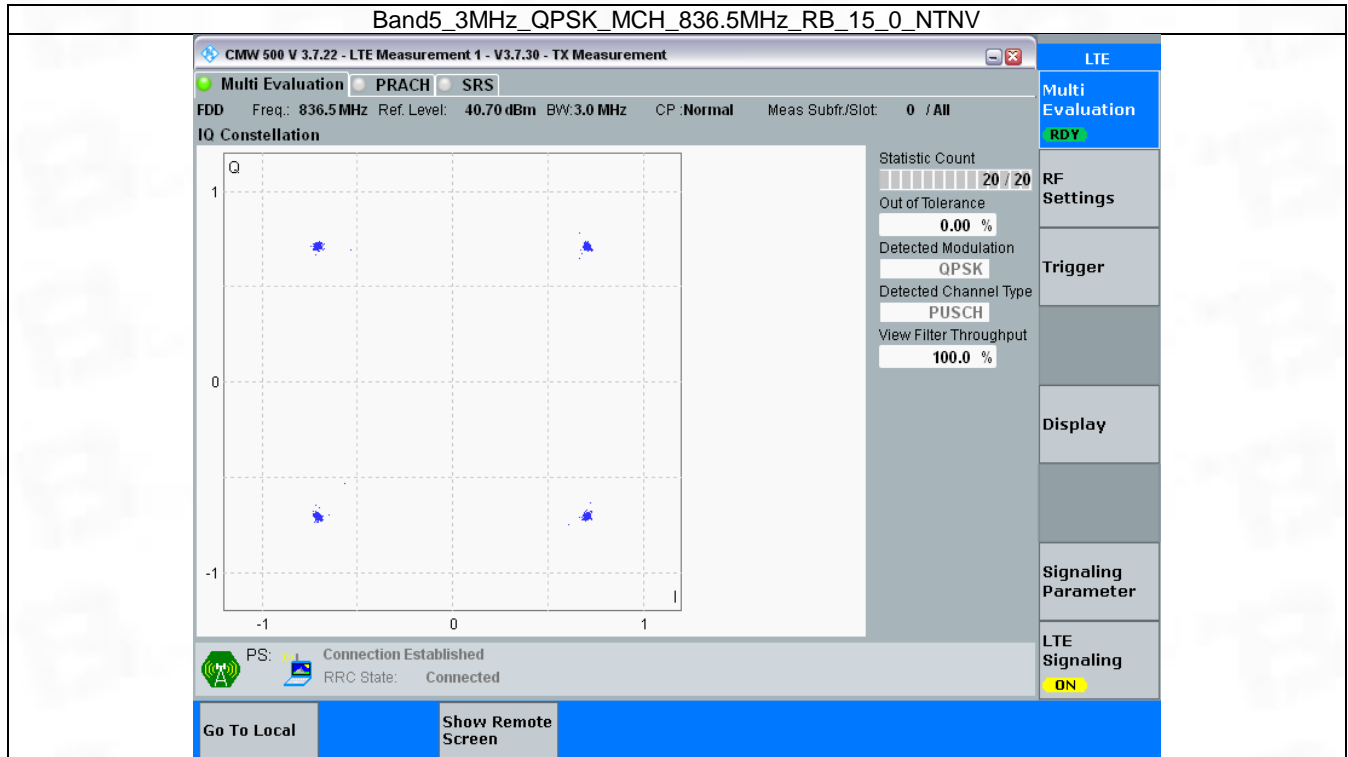 Band5_3MHz_QPSK_MCH_836.5MHz_RB_15_0_NTNV
CMW 500 V 3.7.22 - LTE Measurement 1 - V3.7.30 - TX Measurement
LTE
Multi Evaluation PRACH SRS
FDD Freq.: 836.5 MHz Ref. Level: 40.70 dBm BW: 3.0 MHz CP : Normal Meas Subfr./Slot: 0 / All
IQ Constellation
Q
1
0
-1
I
-1 0 1
Statistic Count
20 / 20
Out of Tolerance
0.00 %
Detected Modulation
QPSK
Detected Channel Type
PUSCH
View Filter Throughput
100.0 %
Multi
Evaluation
RDY
RF
Settings
Trigger
Display
Signaling
Parameter
LTE
Signaling
ON
PS: Connection Established
RRC State: Connected
Go To Local
Show Remote
Screen